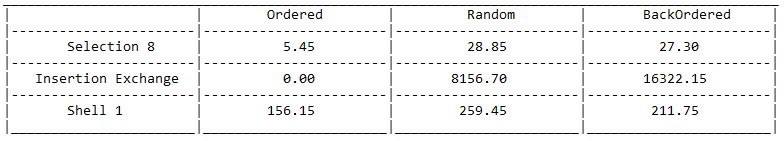 Ordered Random BackOrdered
Selection 8 5.45 28.85 27.30
Insertion Exchange 0.00 8156.70 16322.15
Shell 1 156.15 259.45 211.75